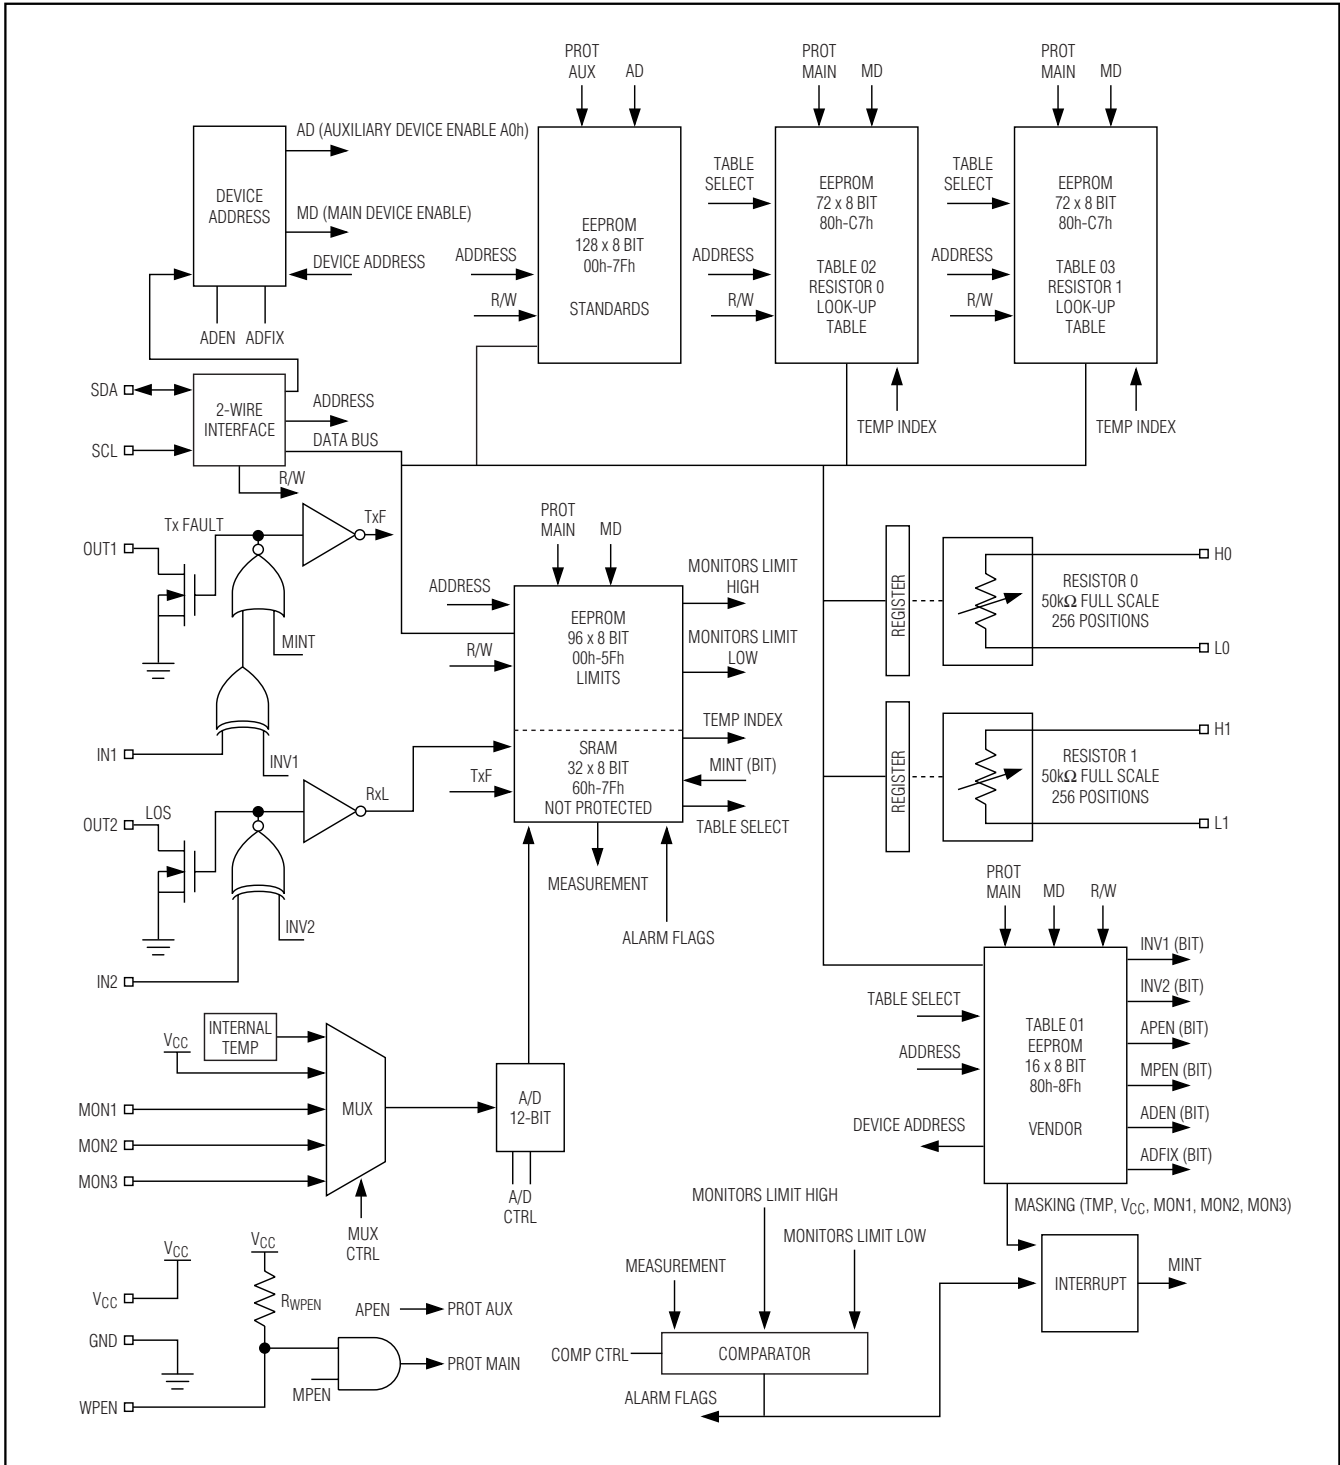 PROT
AUX
AD
PROT
MAIN
MD
PROT
MAIN
MD
DEVICE
ADDRESS
AD (AUXILIARY DEVICE ENABLE A0h)
MD (MAIN DEVICE ENABLE)
DEVICE ADDRESS
ADEN
ADFIX
ADDRESS
R/W
EEPROM
128 x 8 BIT
00h-7Fh
STANDARDS
TABLE
SELECT
ADDRESS
R/W
EEPROM
72 x 8 BIT
80h-C7h
TABLE 02
RESISTOR 0
LOOK-UP
TABLE
TEMP INDEX
TABLE
SELECT
ADDRESS
R/W
EEPROM
72 x 8 BIT
80h-C7h
TABLE 03
RESISTOR 1
LOOK-UP
TABLE
TEMP INDEX
SDA
SCL
2-WIRE
INTERFACE
ADDRESS
DATA BUS
R/W
OUT1
Tx FAULT
TxF
MINT
IN1
INV1
OUT2
LOS
RxL
INV2
IN2
PROT
MAIN
MD
ADDRESS
R/W
TxF
EEPROM
96 x 8 BIT
00h-5Fh
LIMITS
SRAM
32 x 8 BIT
60h-7Fh
NOT PROTECTED
MONITORS LIMIT
HIGH
MONITORS LIMIT
LOW
TEMP INDEX
MINT (BIT)
TABLE SELECT
MEASUREMENT
ALARM FLAGS
REGISTER
RESISTOR 0
50kΩ FULL SCALE
256 POSITIONS
H0
L0
REGISTER
RESISTOR 1
50kΩ FULL SCALE
256 POSITIONS
H1
L1
PROT
MAIN
MD
R/W
TABLE SELECT
ADDRESS
DEVICE ADDRESS
TABLE 01
EEPROM
16 x 8 BIT
80h-8Fh
VENDOR
INV1 (BIT)
INV2 (BIT)
APEN (BIT)
MPEN (BIT)
ADEN (BIT)
ADFIX (BIT)
MASKING (TMP, VCC, MON1, MON2, MON3)
INTERRUPT
MINT
INTERNAL
TEMP
VCC
MON1
MON2
MON3
MUX
MUX
CTRL
A/D
12-BIT
A/D
CTRL
MONITORS LIMIT HIGH
MONITORS LIMIT LOW
MEASUREMENT
COMP CTRL
COMPARATOR
ALARM FLAGS
VCC
VCC
GND
WPEN
VCC
RWPEN
APEN
PROT AUX
MPEN
PROT MAIN